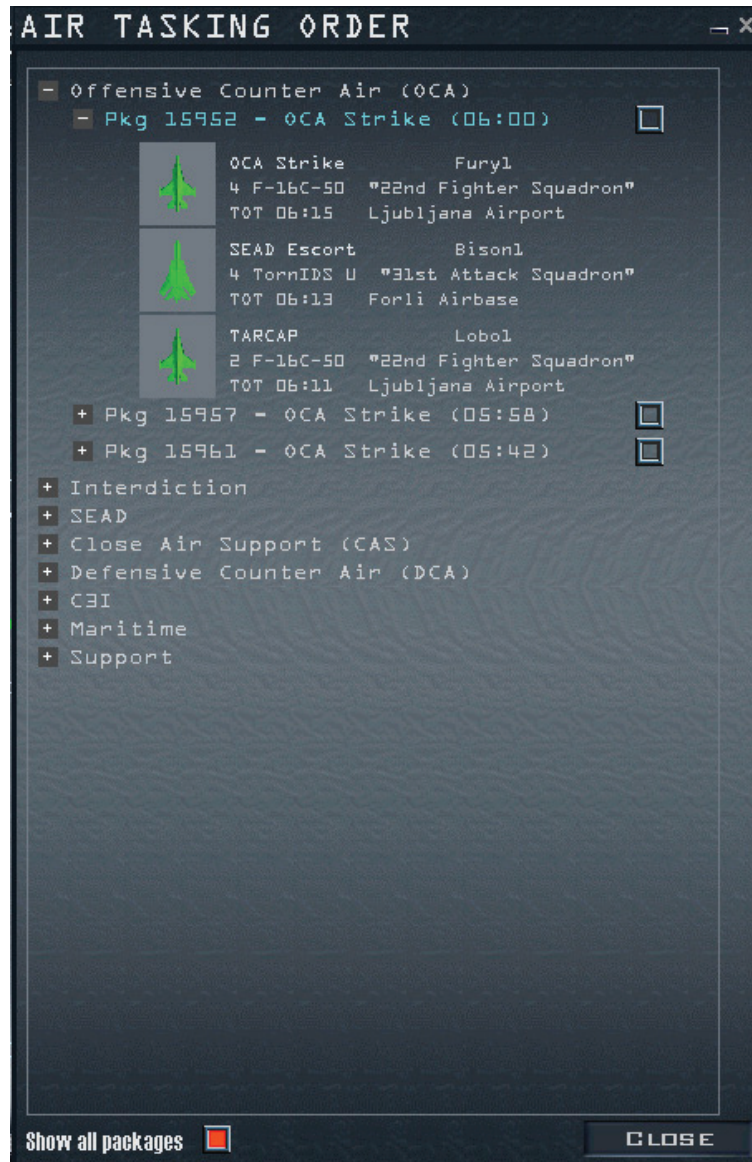 AIR TASKING ORDER
Offensive Counter Air (OCA)
Pkg 15952 - OCA Strike (06:00)
OCA Strike Fury1
4 F-16C-50 "22nd Fighter Squadron"
TOT 06:15 Ljubljana Airport
SEAD Escort Bison1
4 TornIDS U "31st Attack Squadron"
TOT 06:13 Forli Airbase
TARCAP Lobo1
2 F-16C-50 "22nd Fighter Squadron"
TOT 06:11 Ljubljana Airport
Pkg 15957 - OCA Strike (05:58)
Pkg 15961 - OCA Strike (05:42)
Interdiction
SEAD
Close Air Support (CAS)
Defensive Counter Air (DCA)
C3I
Maritime
Support
Show all packages CLOSE